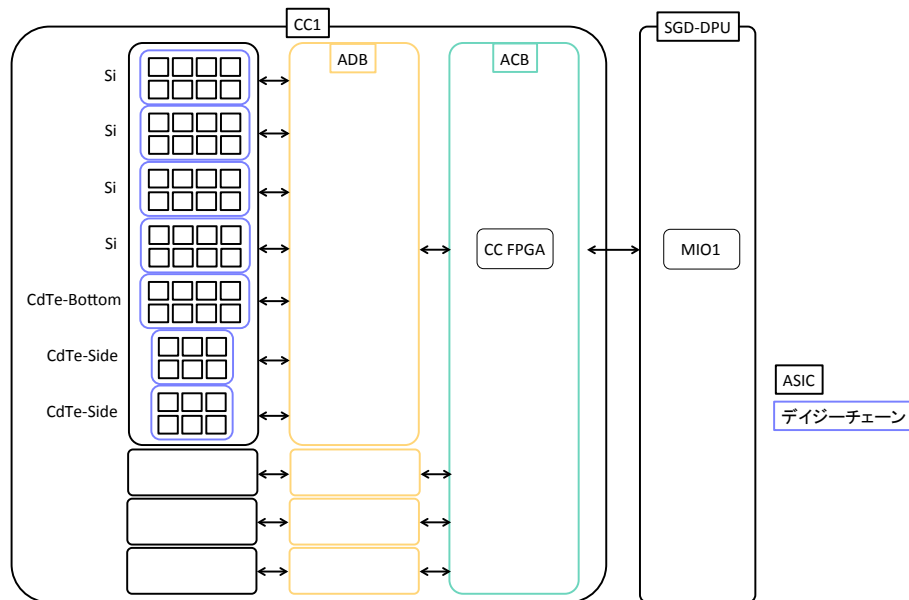 CC1
SGD-DPU
ADB
ACB
Si
Si
Si
Si
CC FPGA
MIO1
CdTe-Bottom
CdTe-Side
CdTe-Side
ASIC
デイジーチェーン